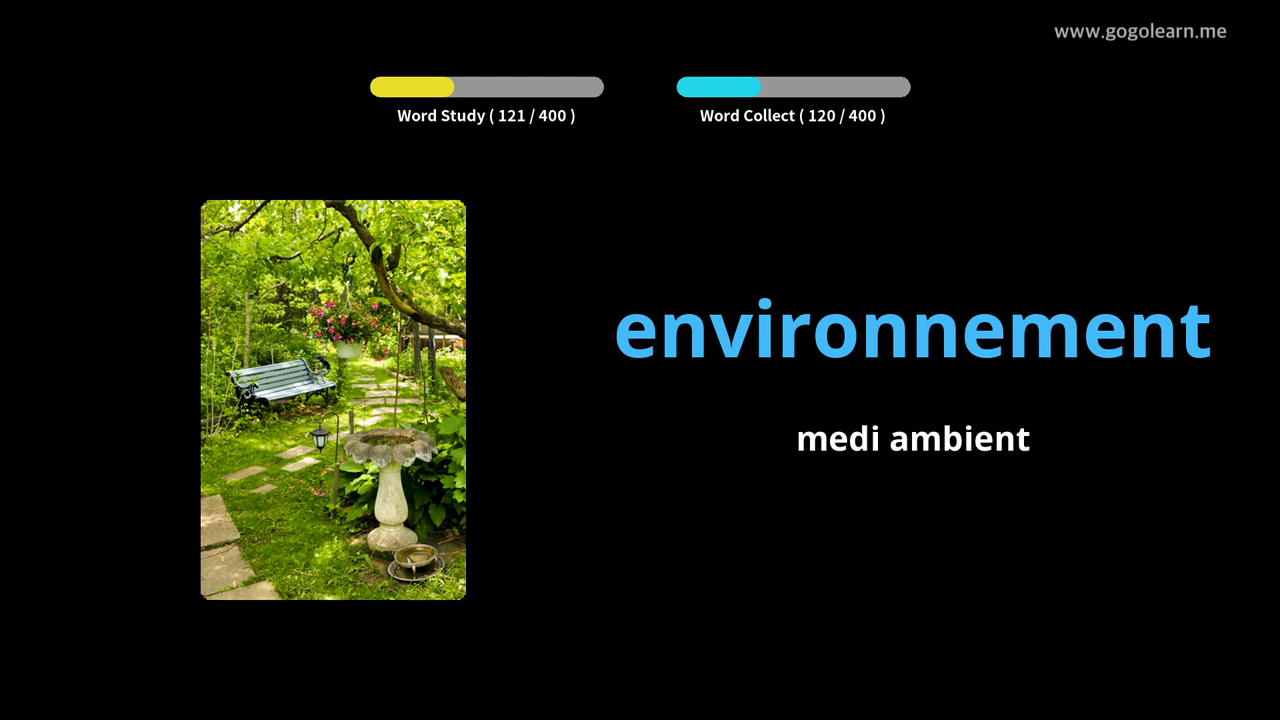 www.gogolearn.me
Word Study ( 121 / 400 )
Word Collect ( 120 / 400 )
environnement
medi ambient